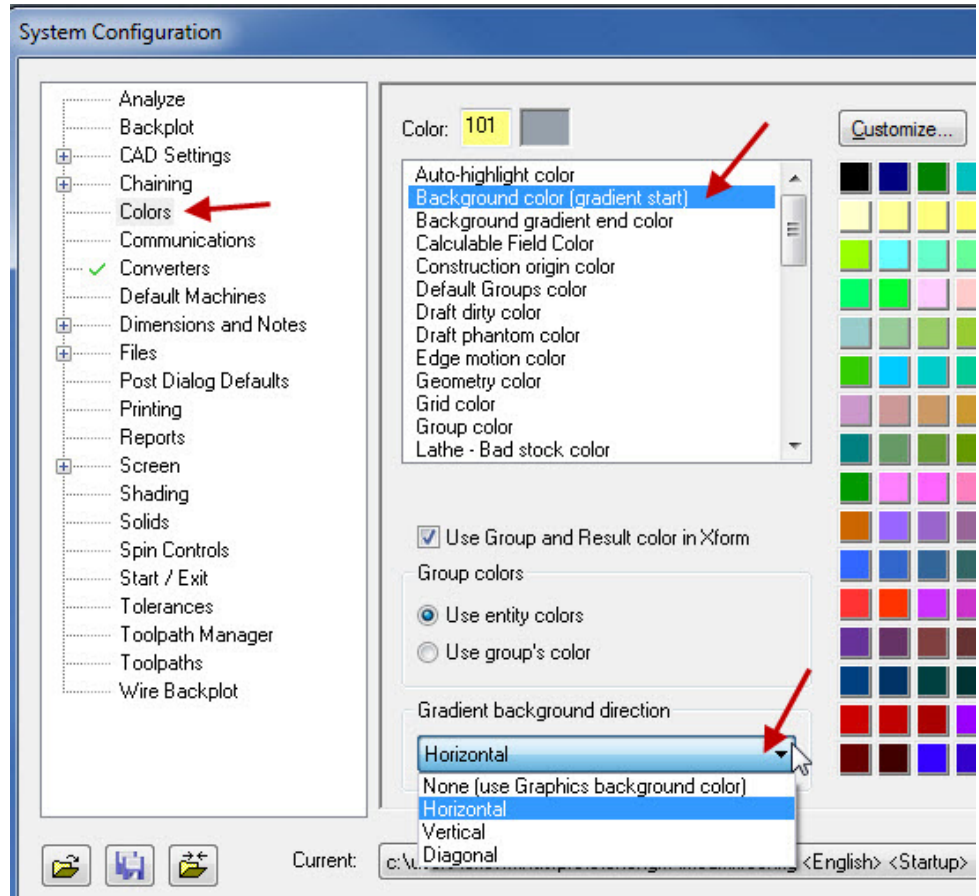 System Configuration
Analyze
Backplot
CAD Settings
Chaining
Colors
Communications
Converters
Default Machines
Dimensions and Notes
Files
Post Dialog Defaults
Printing
Reports
Screen
Shading
Solids
Spin Controls
Start / Exit
Tolerances
Toolpath Manager
Toolpaths
Wire Backplot
Color: 101
Customize...
Auto-highlight color
Background color (gradient start)
Background gradient end color
Calculable Field Color
Construction origin color
Default Groups color
Draft dirty color
Draft phantom color
Edge motion color
Geometry color
Grid color
Group color
Lathe - Bad stock color
Use Group and Result color in Xform
Group colors
Use entity colors
Use group's color
Gradient background direction
Horizontal
None (use Graphics background color)
Horizontal
Vertical
Diagonal
Current: <English> <Startup>